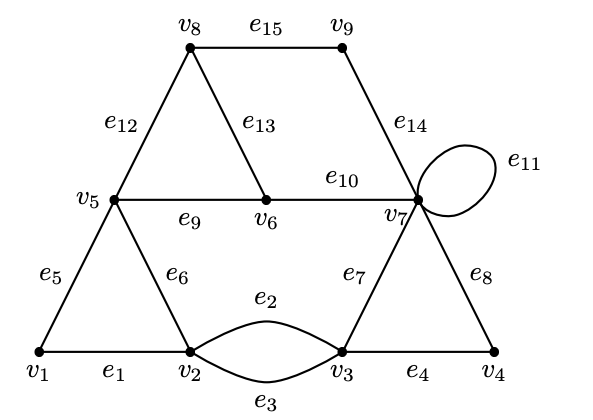 v₈ e₁₅ v₉
e₁₂ e₁₃ e₁₄
e₁₁
e₁₀
v₅ e₉ v₆ v₇
e₅ e₆ e₇ e₈
e₂
v₁ e₁ v₂ v₃ e₄ v₄
e₃